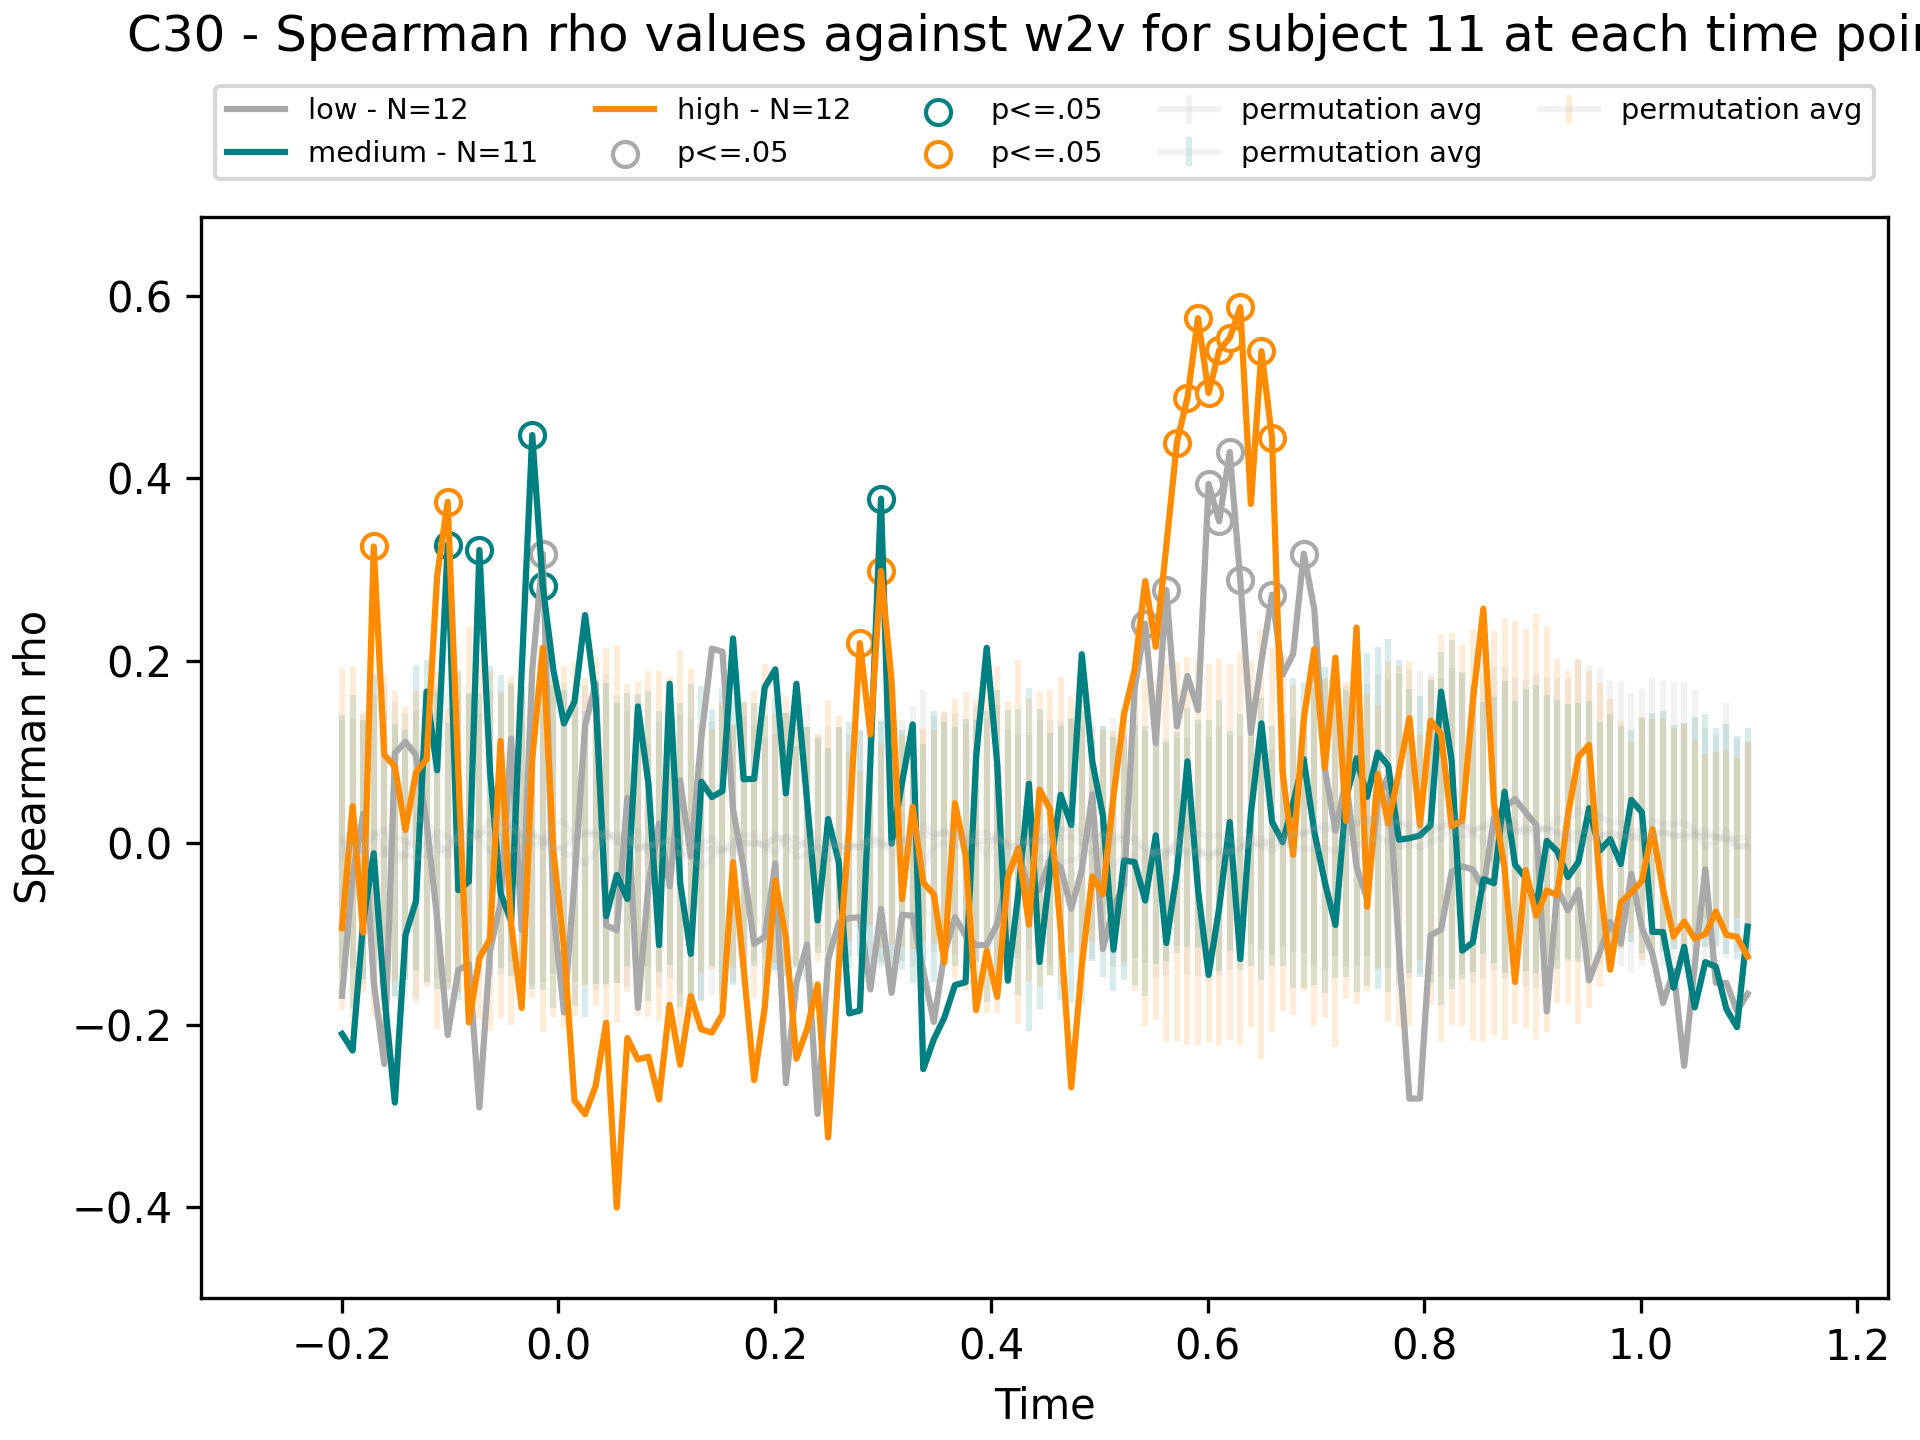 C30 - Spearman rho values against w2v for subject 11 at each time
low - N=12
medium - N=11
high - N=12
p<=.05
p<=.05
p<=.05
permutation avg
permutation avg
permutation avg
0.6
0.4
0.2
0.0
−0.2
−0.4
Spearman rho
−0.2 0.0 0.2 0.4 0.6 0.8 1.0 1.2
Time